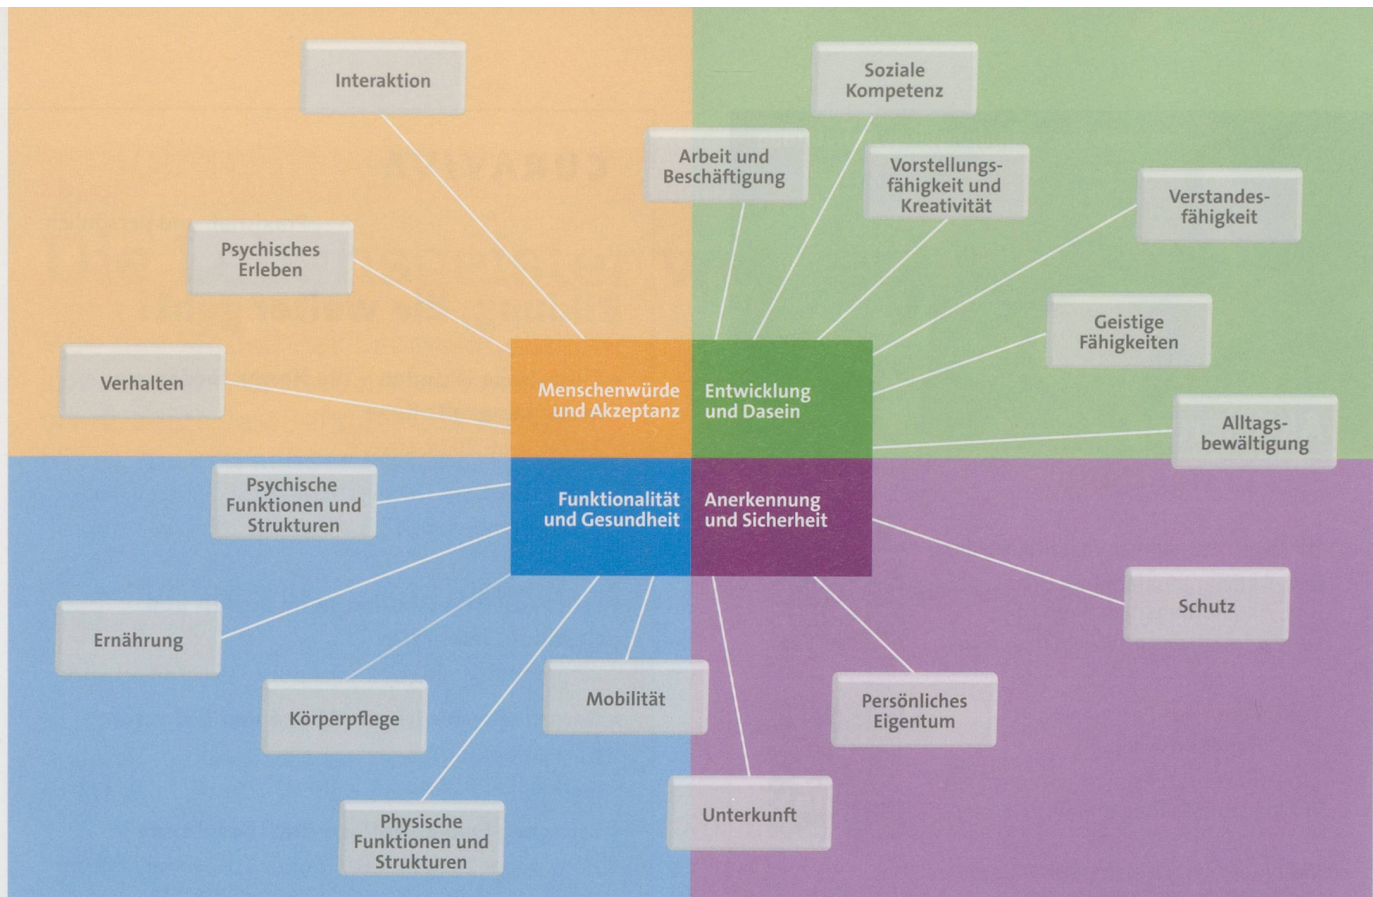 Interaktion
Soziale
Kompetenz
Arbeit und
Beschäftigung
Vorstellungs-
fähigkeit und
Kreativität
Verstandes-
fähigkeit
Psychisches
Erleben
Geistige
Fähigkeiten
Verhalten
Menschenwürde
und Akzeptanz
Entwicklung
und Dasein
Alltags-
bewältigung
Psychische
Funktionen und
Strukturen
Funktionalität
und Gesundheit
Anerkennung
und Sicherheit
Schutz
Ernährung
Körperpflege
Mobilität
Persönliches
Eigentum
Unterkunft
Physische
Funktionen und
Strukturen